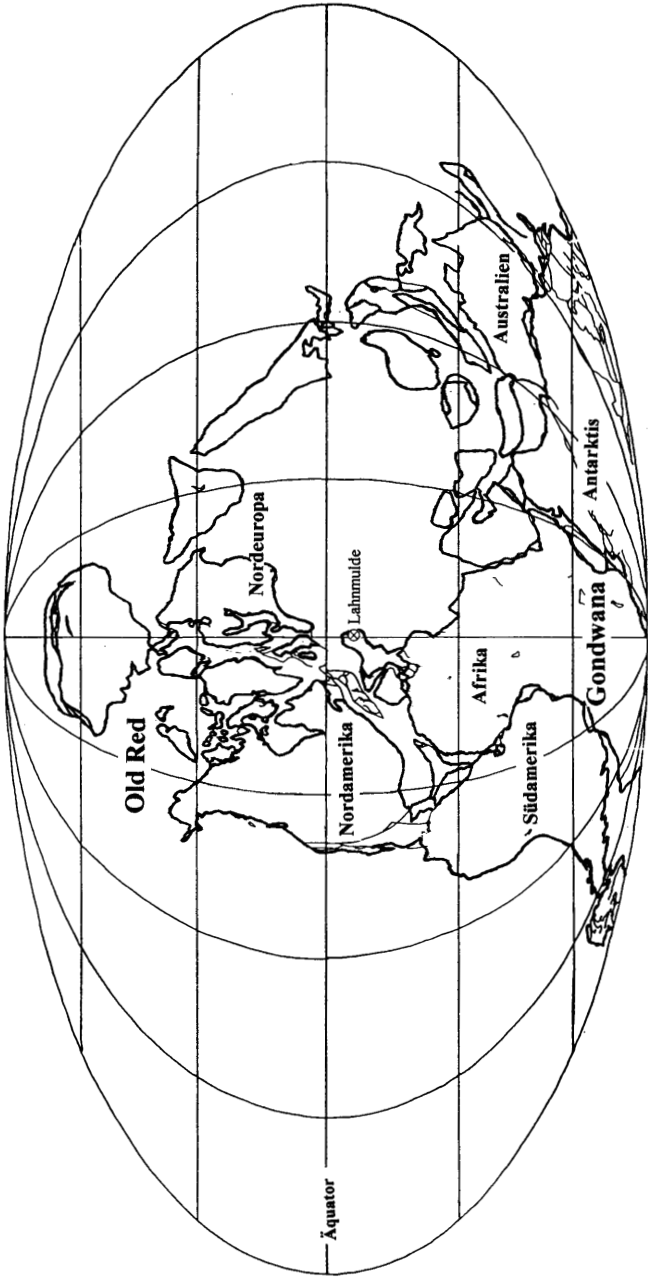 Old Red
Nordeuropa
Lahnmulde
Äquator
Nordamerika
Afrika
Australien
Südamerika
Antarktis
Gondwana